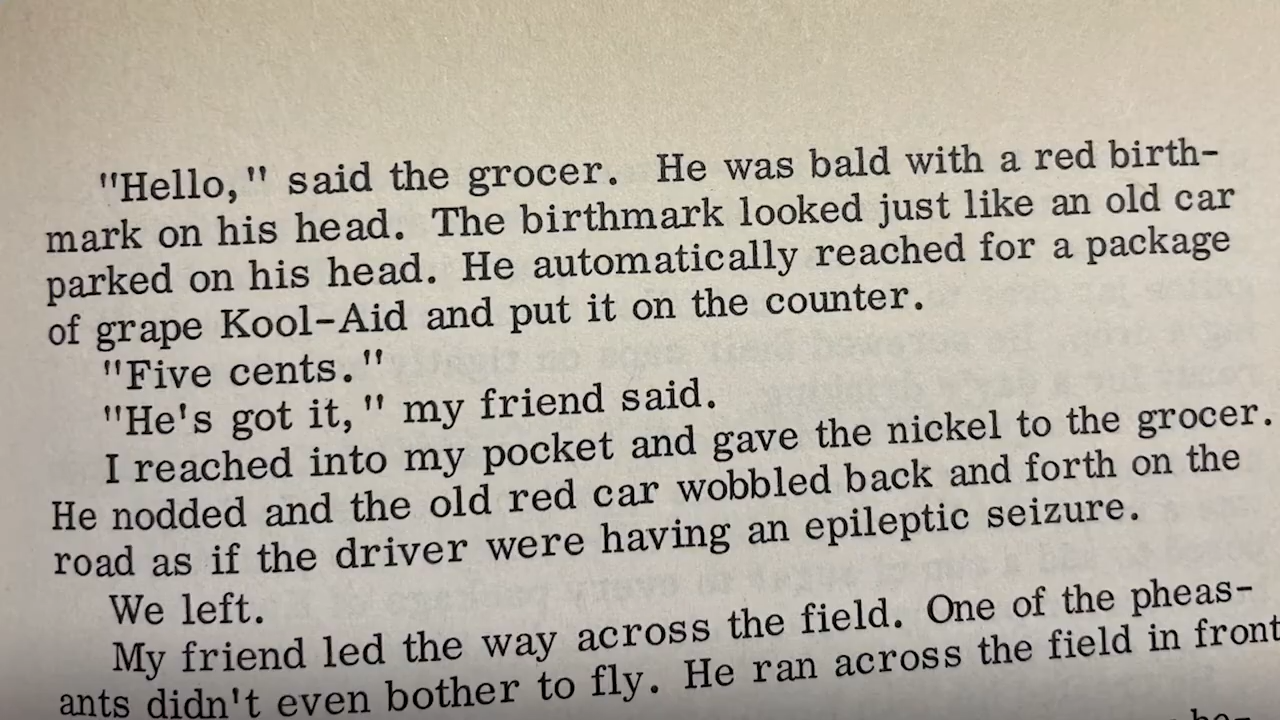 "Hello," said the grocer. He was bald with a red birth-
mark on his head. The birthmark looked just like an old car
parked on his head. He automatically reached for a package
of grape Kool-Aid and put it on the counter.
"Five cents."
"He's got it," my friend said.
I reached into my pocket and gave the nickel to the grocer.
He nodded and the old red car wobbled back and forth on the
road as if the driver were having an epileptic seizure.
We left.
My friend led the way across the field. One of the pheas-
ants didn't even bother to fly. He ran across the field in front